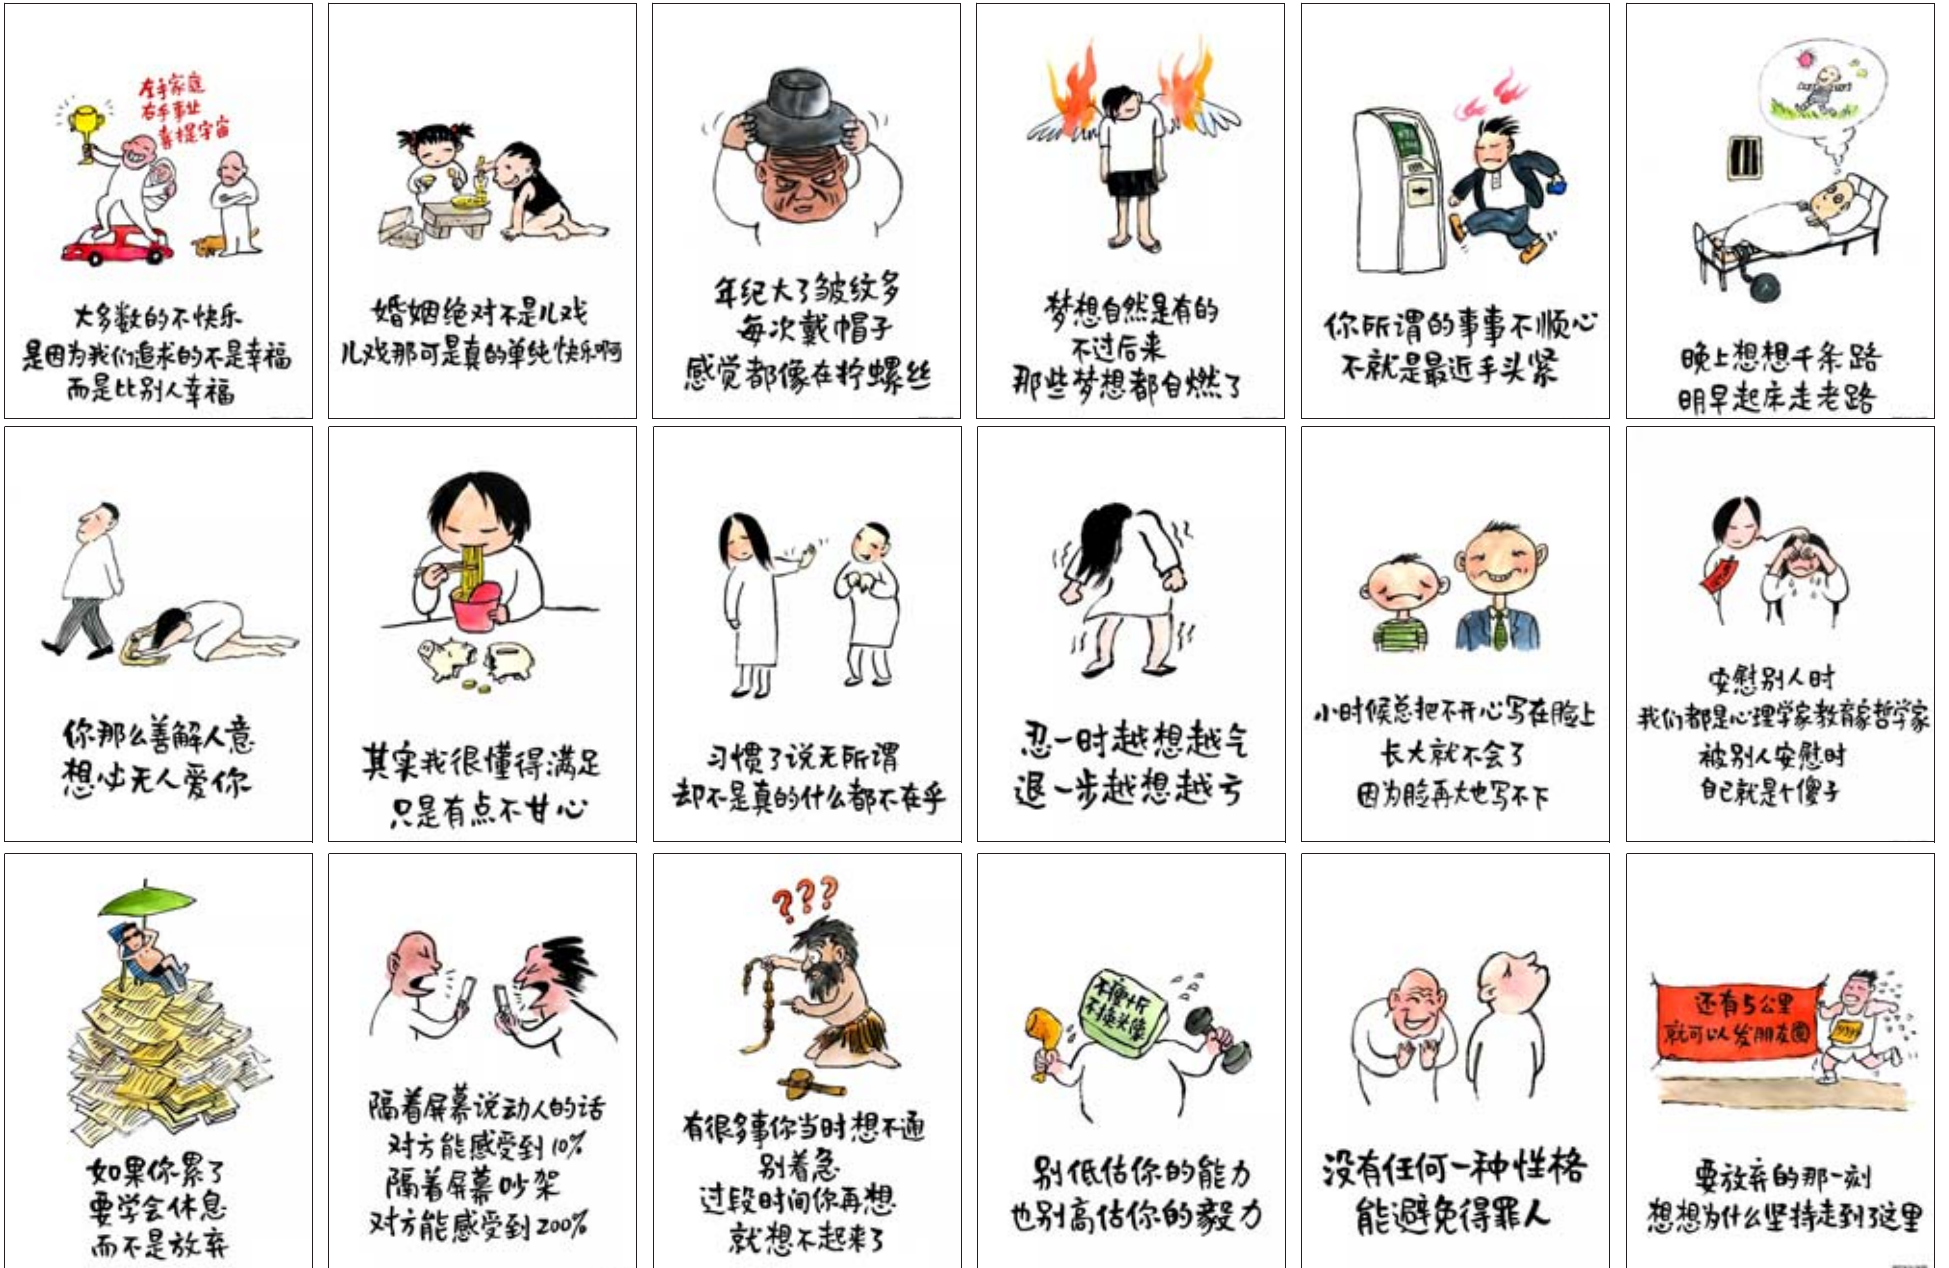 左手家庭
右手事业
喜提宇宙
大多数的不快乐
是因为我们追求的不是幸福
而是比别人幸福
婚姻绝对不是儿戏
儿戏那可是真的单纯快乐啊
年纪大了皱纹多
每次戴帽子
感觉都像在拧螺丝
梦想自然是有的
不过后来
那些梦想都自燃了
你所谓的事事不顺心
不就是最近手头紧
晚上想想千条路
明早起床走老路
你那么善解人意
想必无人爱你
其实我很懂得满足
只是有点不甘心
习惯了说无所谓
却不是真的什么都不在乎
忍一时越想越气
退一步越想越亏
小时候总把不开心写在脸上
长大就不会了
因为脸再大也写不下
安慰别人时
我们都是心理学家教育家哲学家
被别人安慰时
自己就是个傻子
如果你累了
要学会休息
而不是放弃
隔着屏幕说动人的话
对方能感受到10%
隔着屏幕吵架
对方能感受到200%
???
有很多事你当时想不通
别着急
过段时间你再想
就想不起来了
不瘦十斤
不换头像
别低估你的能力
也别高估你的毅力
没有任何一种性格
能避免得罪人
还有5公里
就可以发朋友圈
要放弃的那一刻
想想为什么坚持走到了这里